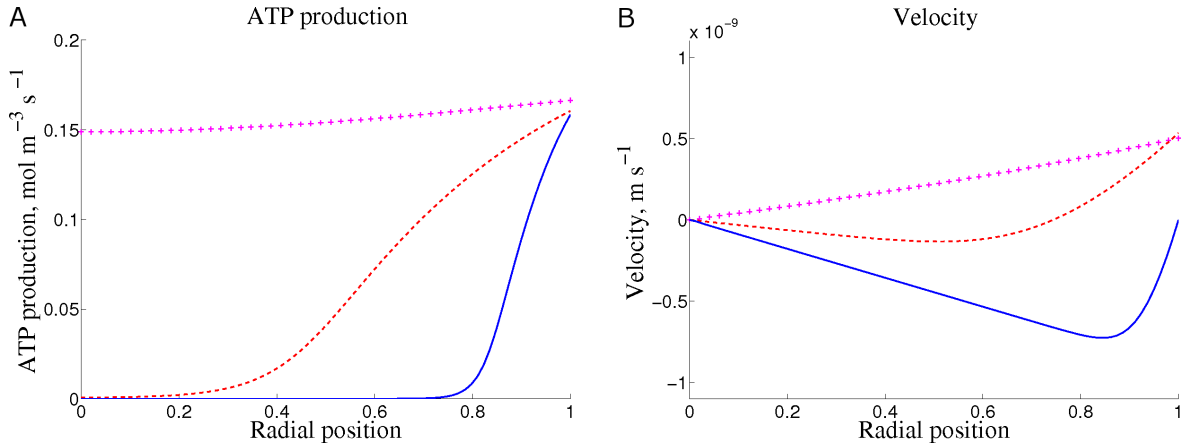 A
ATP production
0.2
0.15
0.1
0.05
0
ATP production, mol m⁻³ s⁻¹
0 0.2 0.4 0.6 0.8 1
Radial position
B
Velocity
x 10⁻⁹
1
0.5
0
−0.5
−1
Velocity, m s⁻¹
0 0.2 0.4 0.6 0.8 1
Radial position